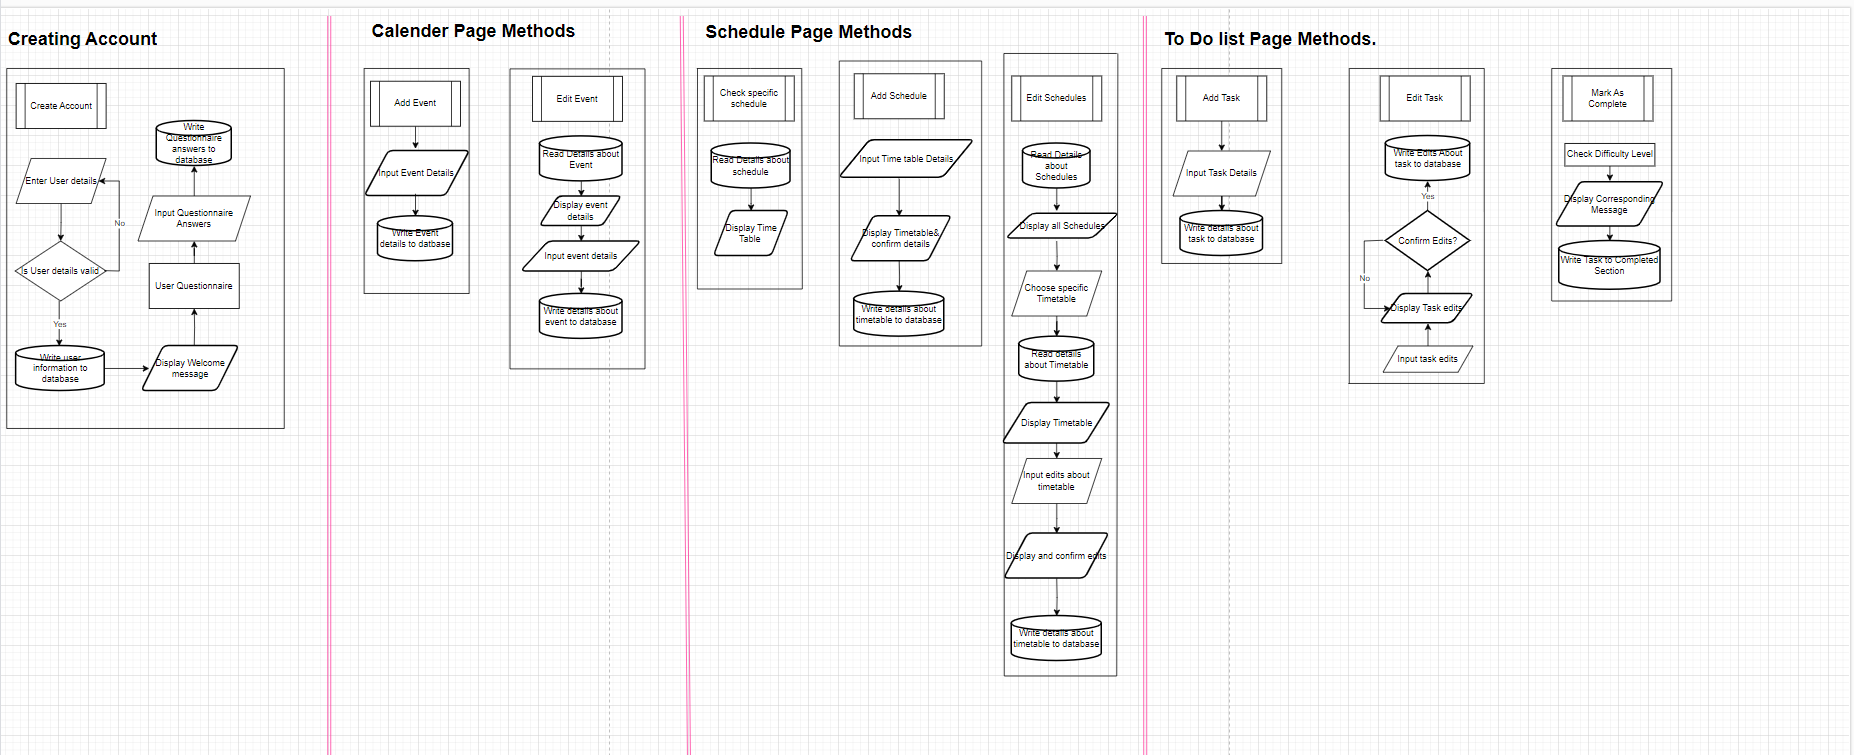 Creating Account
Create Account
Write
Questionnaire
answers to
database
Enter User details
No
Input Questionnaire
Answers
Is User details valid
User Questionnaire
Yes
Write user
information to
database
Display Welcome
message
Calender Page Methods
Add Event
Input Event Details
Write Event
details to datbase
Edit Event
Read Details about
Event
Display event
details
Input event details
Write details about
event to database
Schedule Page Methods
Check specific
schedule
Read Details about
schedule
Display Time
Table
Add Schedule
Input Time table Details
Display Timetable&
confirm details
Write details about
timetable to database
Edit Schedules
Read Details
about
Schedules
Display all Schedules
Choose specific
Timetable
Read details
about Timetable
Display Timetable
Input edits about
timetable
Display and confirm edits
Write details about
timetable to database
To Do list Page Methods.
Add Task
Input Task Details
Write details about
task to database
Edit Task
Write Edits About
task to database
Yes
Confirm Edits?
No
Display Task edits
Input task edits
Mark As
Complete
Check Difficulty Level
Display Corresponding
Message
Write Task to Completed
Section